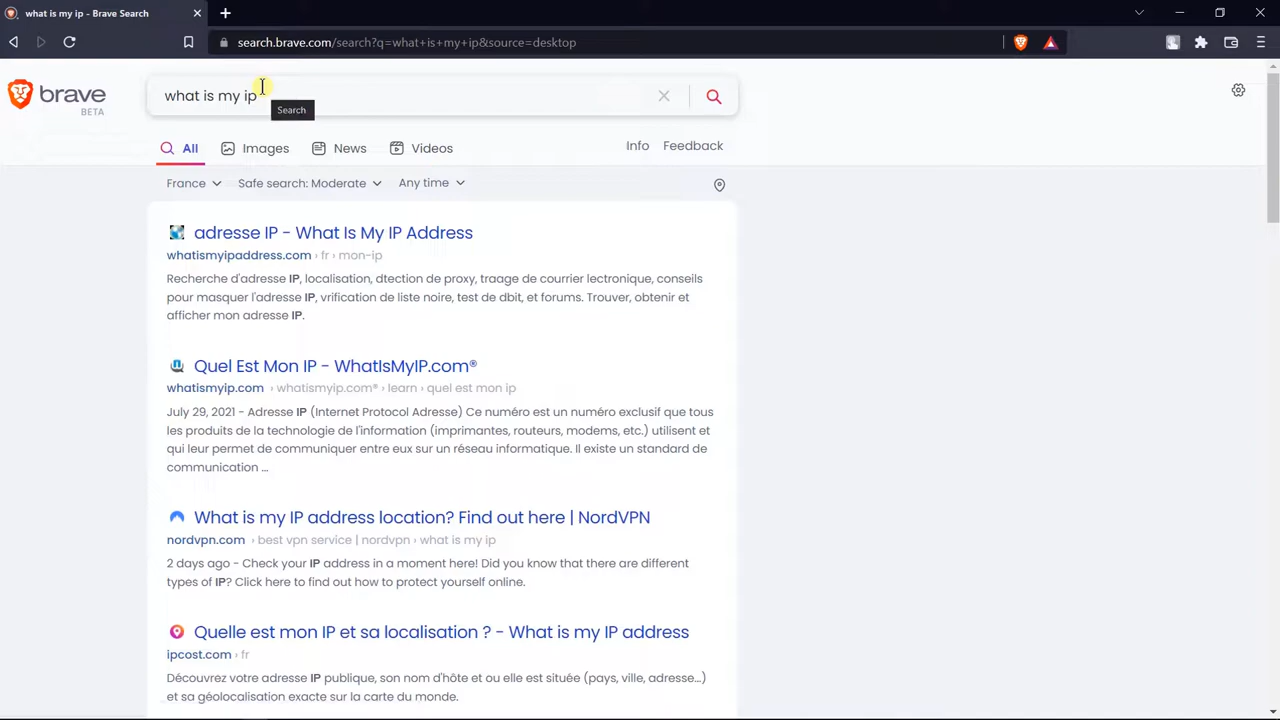 what is my ip - Brave Search
search.brave.com/search?q=what+is+my+ip&source=desktop
brave
BETA
what is my ip
Search
All
Images
News
Videos
Info
Feedback
France
Safe search: Moderate
Any time
adresse IP - What Is My IP Address
whatismyipaddress.com › fr › mon-ip
Recherche d'adresse IP, localisation, dtection de proxy, traage de courrier lectronique, conseils
pour masquer l'adresse IP, vrification de liste noire, test de dbit, et forums. Trouver, obtenir et
afficher mon adresse IP.
Quel Est Mon IP - WhatIsMyIP.com®
whatismyip.com › whatismyip.com® › learn › quel est mon ip
July 29, 2021 - Adresse IP (Internet Protocol Adresse) Ce numéro est un numéro exclusif que tous
les produits de la technologie de l'information (imprimantes, routeurs, modems, etc.) utilisent et
qui leur permet de communiquer entre eux sur un réseau informatique. Il existe un standard de
communication ...
What is my IP address location? Find out here | NordVPN
nordvpn.com › best vpn service | nordvpn › what is my ip
2 days ago - Check your IP address in a moment here! Did you know that there are different
types of IP? Click here to find out how to protect yourself online.
Quelle est mon IP et sa localisation ? - What is my IP address
ipcost.com › fr
Découvrez votre adresse IP publique, son nom d'hôte et ou elle est située (pays, ville, adresse...)
et sa géolocalisation exacte sur la carte du monde.